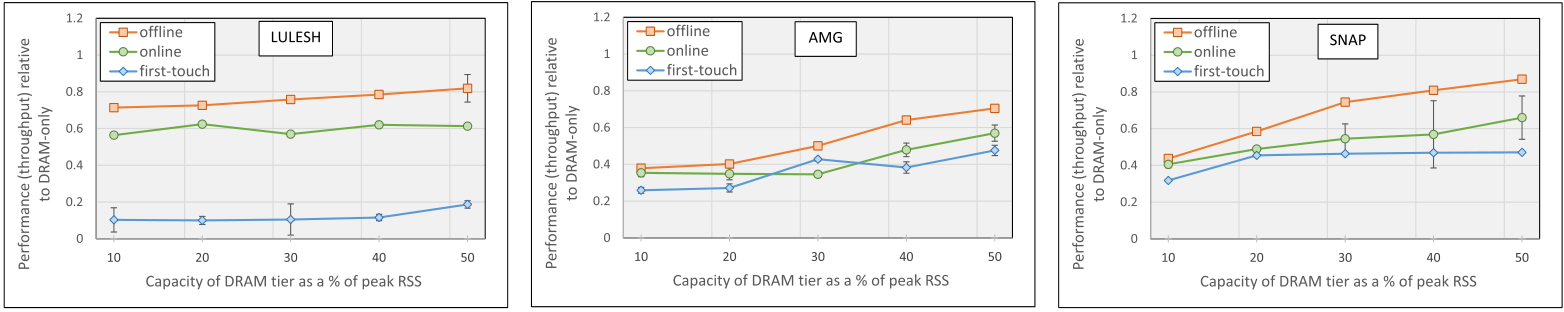 1.2
1
0.8
0.6
0.4
0.2
0
Performance (throughput) relative
to DRAM-only
offline
online
first-touch
LULESH
10 20 30 40 50
Capacity of DRAM tier as a % of peak RSS
1.2
1
0.8
0.6
0.4
0.2
0
Performance (throughput) relative
to DRAM-only
offline
online
first-touch
AMG
10 20 30 40 50
Capacity of DRAM tier as a % of peak RSS
1.2
1
0.8
0.6
0.4
0.2
0
Performance (throughput) relative
to DRAM-only
offline
online
first-touch
SNAP
10 20 30 40 50
Capacity of DRAM tier as a % of peak RSS